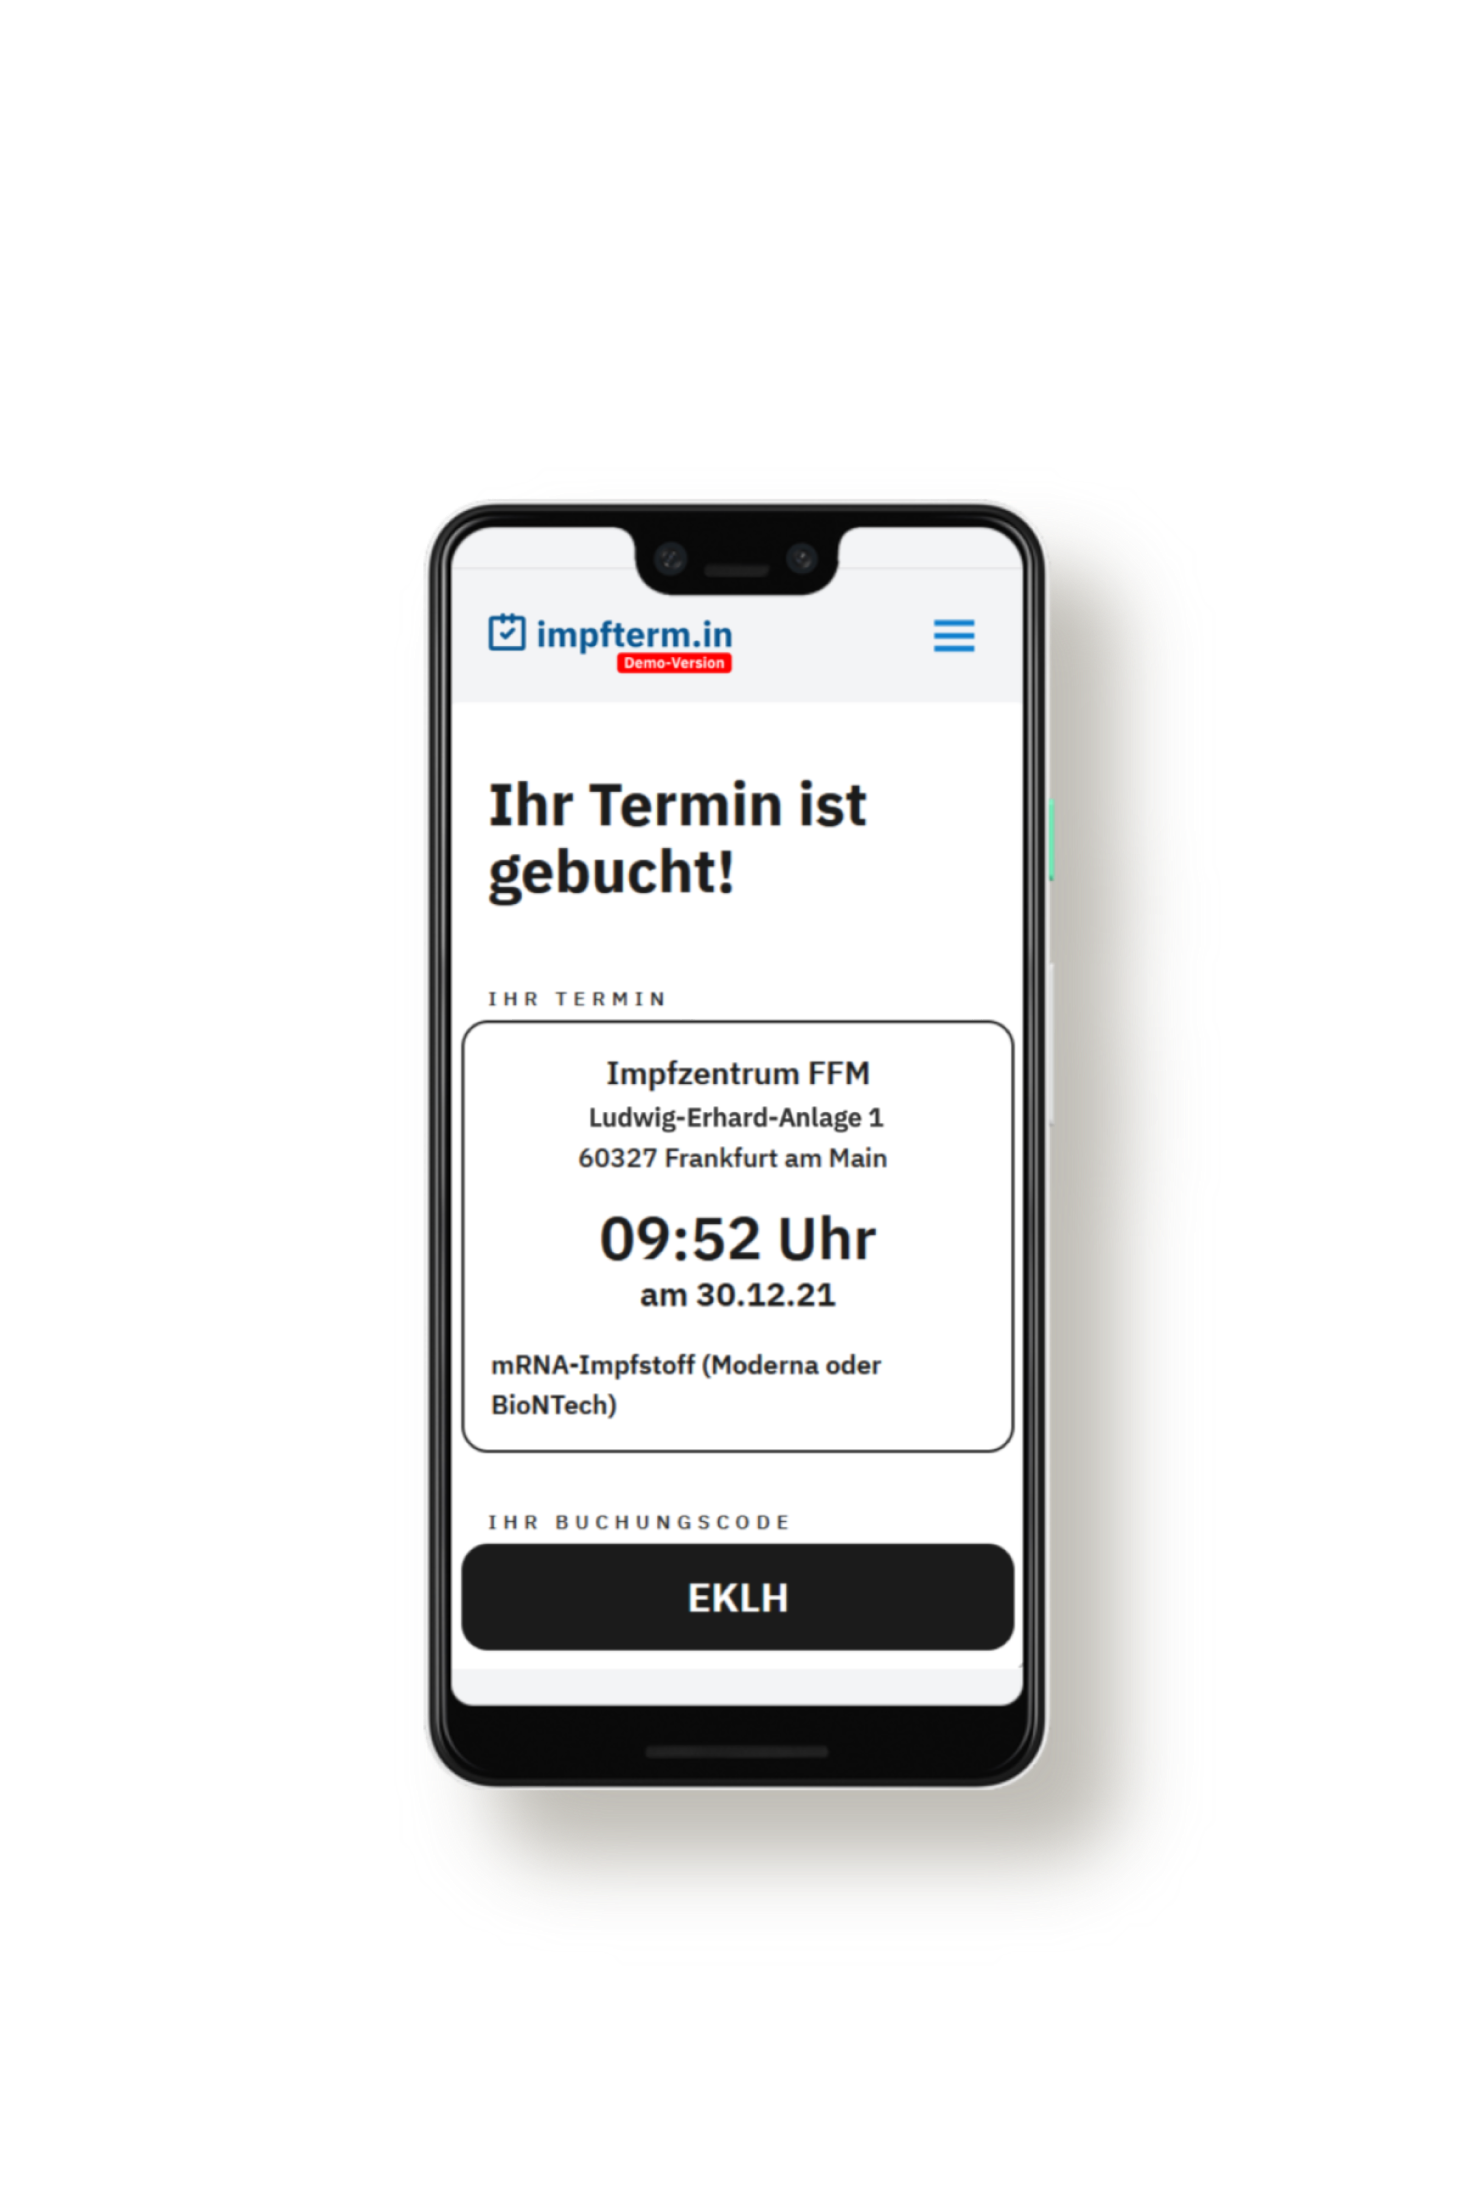 impfterm.in
Demo-Version
Ihr Termin ist
gebucht!
IHR TERMIN
Impfzentrum FFM
Ludwig-Erhard-Anlage 1
60327 Frankfurt am Main
09:52 Uhr
am 30.12.21
mRNA-Impfstoff (Moderna oder
BioNTech)
IHR BUCHUNGSCODE
EKLH